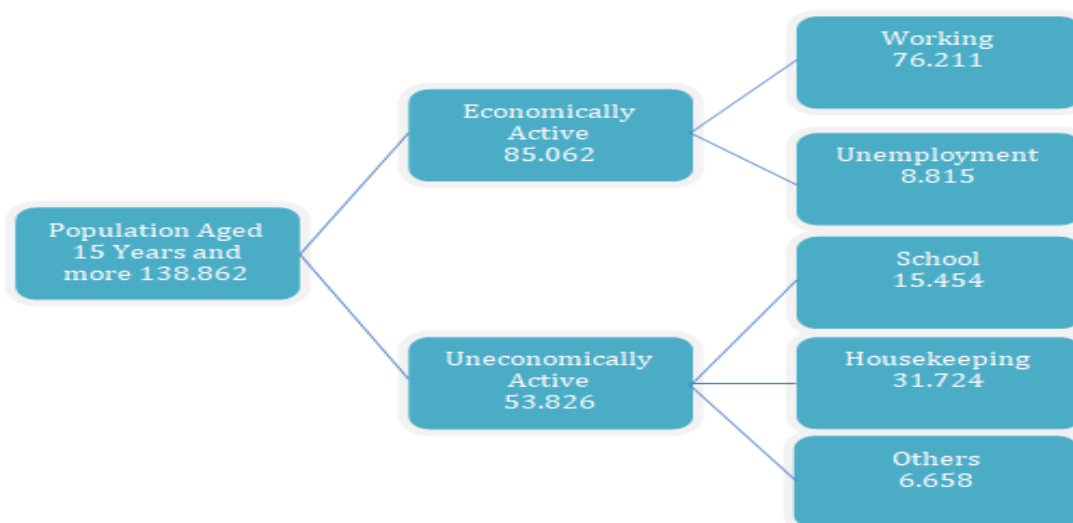 Population Aged
15 Years and
more 138.862
Economically
Active
85.062
Uneconomically
Active
53.826
Working
76.211
Unemployment
8.815
School
15.454
Housekeeping
31.724
Others
6.658